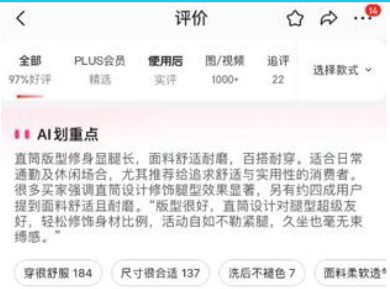 评价
14
全部
97%好评
PLUS会员
精选
使用后
实评
图/视频
1000+
追评
22
选择款式
AI划重点
直筒版型修身显腿长，面料舒适耐磨，百搭耐穿。适合日常
通勤及休闲场合，尤其推荐给追求舒适与实用性的消费者。
很多买家强调直筒设计修饰腿型效果显著，另有约四成用户
提到面料舒适且耐磨。“版型很好，直筒设计对腿型超级友
好，轻松修饰身材比例，活动自如不勒紧腿，久坐也毫无束
缚感。”
穿很舒服 184
尺寸很合适 137
洗后不褪色 7
面料柔软透